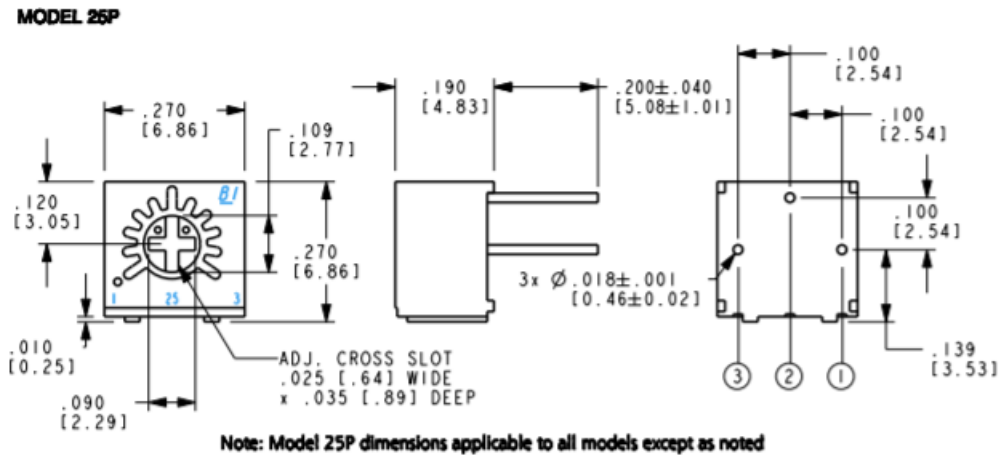 MODEL 25P
.270
[6.86]
.109
[2.77]
.120
[3.05]
BI
.270
[6.86]
1 25 3
.010
[0.25]
.090
[2.29]
ADJ. CROSS SLOT
.025 [.64] WIDE
x .035 [.89] DEEP
.190
[4.83]
.200±.040
[5.08±1.01]
3x Ø .018±.001
[0.46±0.02]
.100
[2.54]
.100
[2.54]
.100
[2.54]
.139
[3.53]
3 2 1
Note: Model 25P dimensions applicable to all models except as noted